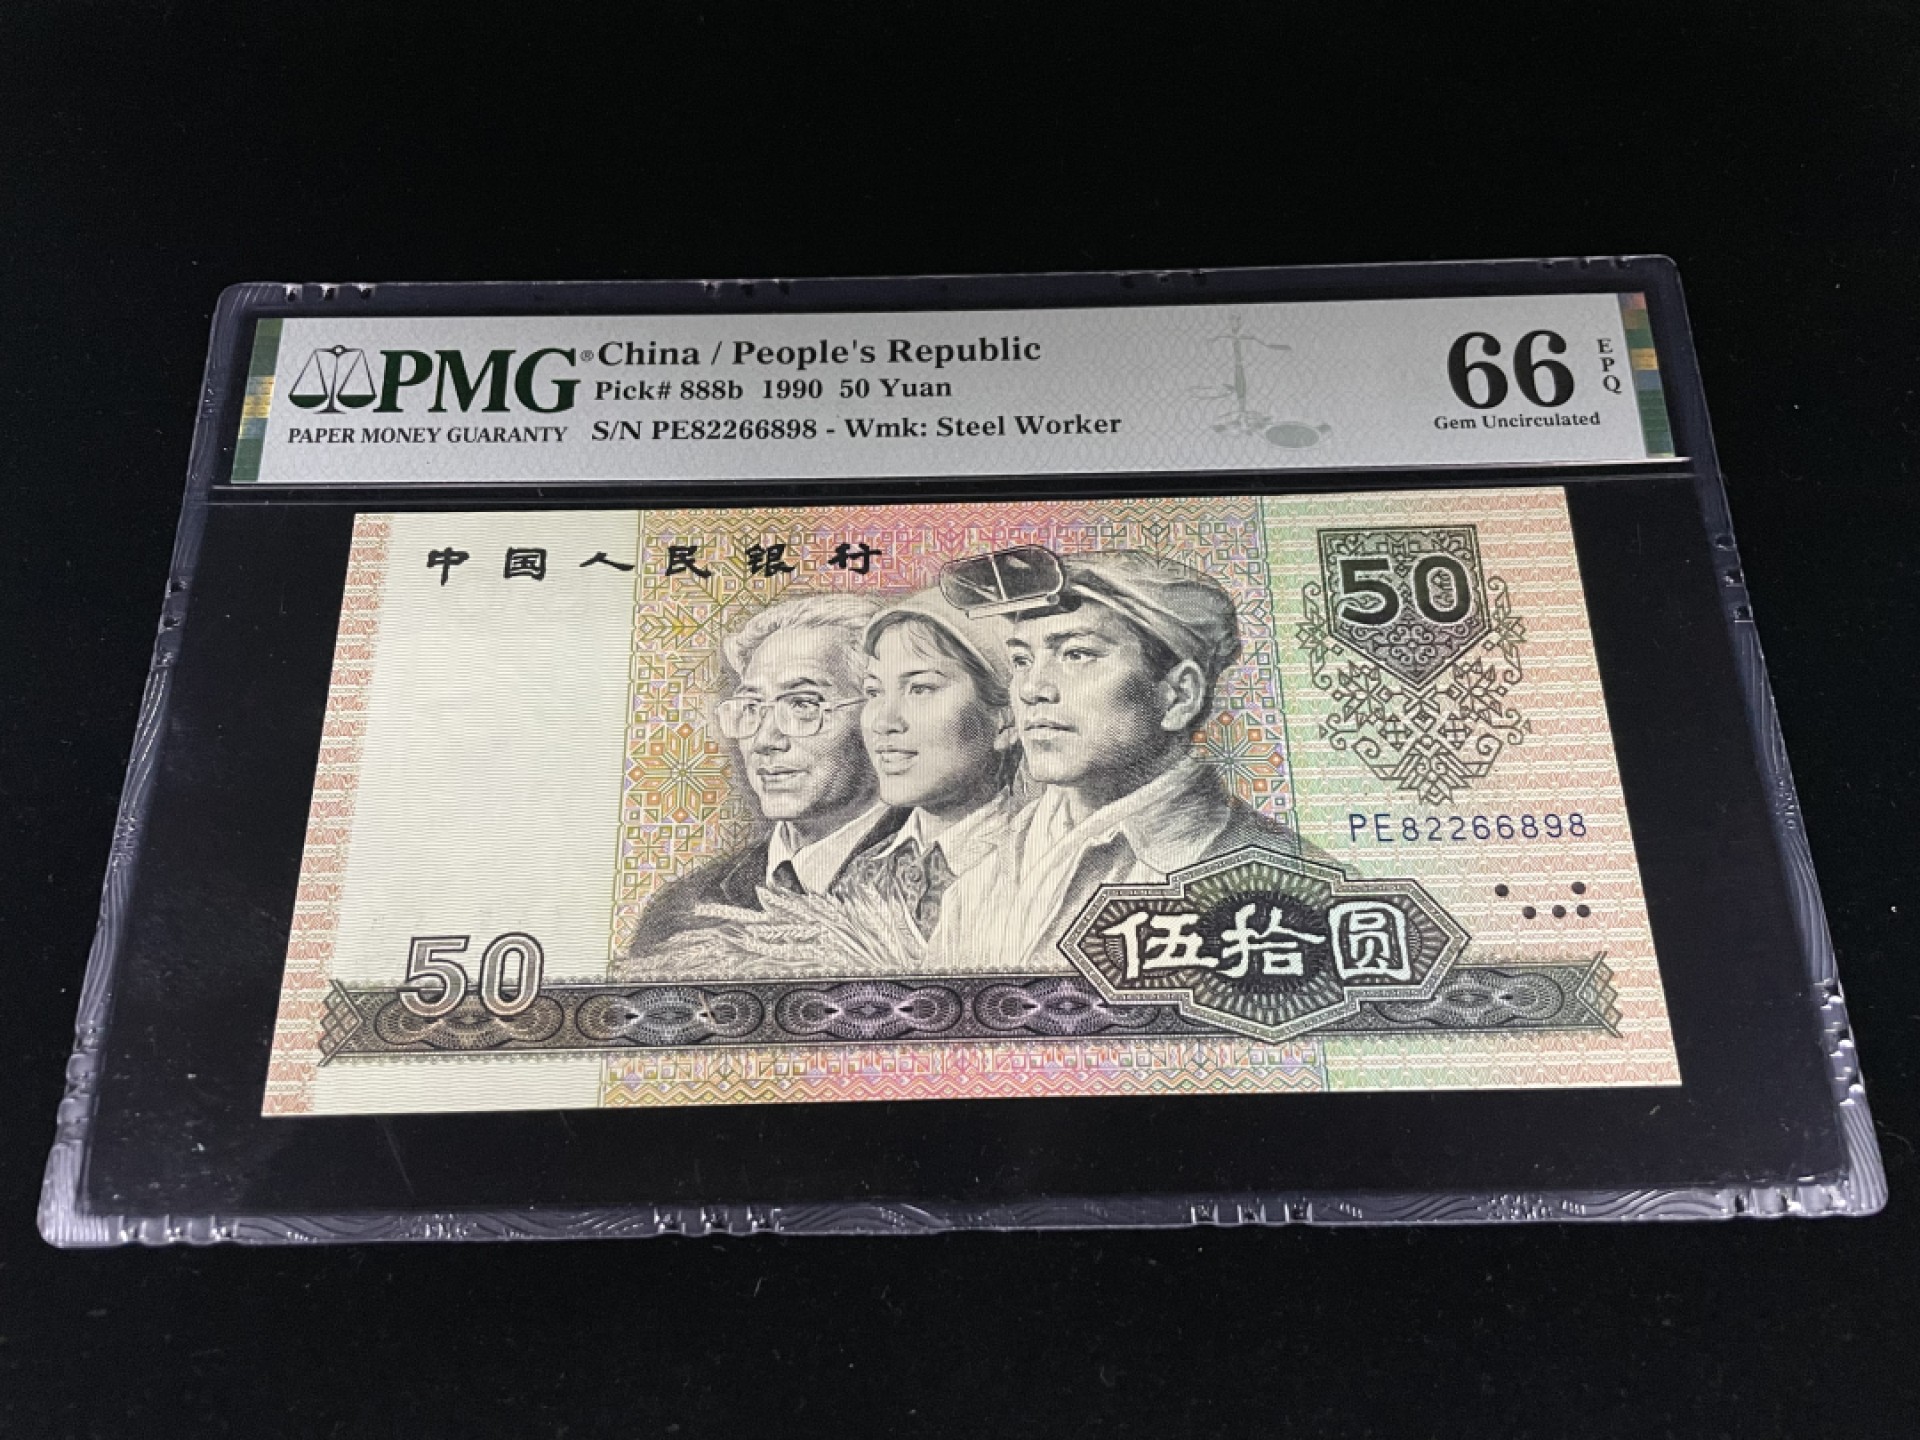 PMG® China / People's Republic
Pick# 888b 1990 50 Yuan
PAPER MONEY GUARANTY S/N PE82266898 - Wmk: Steel Worker
66 EPQ
Gem Uncirculated
中国人民银行
50
PE82266898
伍拾圆
50